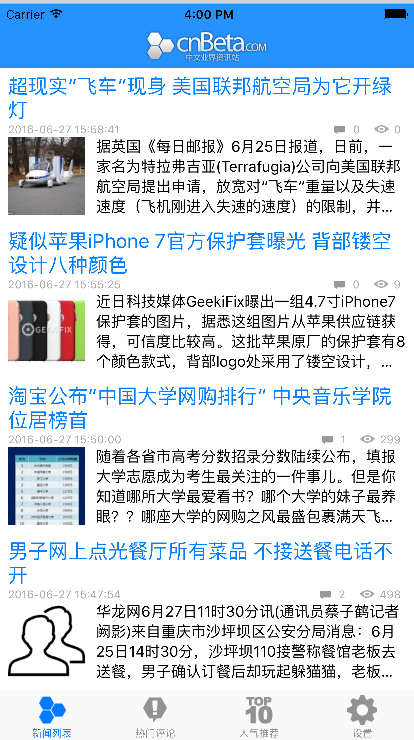 Carrier 4:00 PM
cnBeta.COM
中文业界资讯站
超现实“飞车”现身 美国联邦航空局为它开绿
灯
2016-06-27 15:58:41 0 0
据英国《每日邮报》6月25日报道，日前，一
家名为特拉弗吉亚(Terrafugia)公司向美国联邦
航空局提出申请，放宽对“飞车”重量以及失速
速度（飞机刚进入失速的速度）的限制，并...
疑似苹果iPhone 7官方保护套曝光 背部镂空
设计八种颜色
2016-06-27 15:55:25 0 9
GEEKIFIX
近日科技媒体GeekiFix曝出一组4.7寸iPhone7
保护套的图片，据悉这组图片从苹果供应链获
得，可信度比较高。这批苹果原厂的保护套有8
个颜色款式，背部logo处采用了镂空设计，...
淘宝公布“中国大学网购排行“ 中央音乐学院
位居榜首
2016-06-27 15:50:00 1 299
随着各省市高考分数招录分数陆续公布，填报
大学志愿成为考生最关注的一件事儿。但是你
知道哪所大学最爱看书？哪个大学的妹子最养
眼？？哪座大学的网购之风最盛包裹满天飞...
男子网上点光餐厅所有菜品 不接送餐电话不
开
2016-06-27 15:47:54 2 498
华龙网6月27日11时30分讯(通讯员蔡子鹤记者
阙影)来自重庆市沙坪坝区公安分局消息：6月
25日14时30分，沙坪坝110接警称餐馆老板去
送餐，男子确认订餐后却玩起躲猫猫，老板...
新闻列表 热门评论 TOP 10 人气推荐 设置